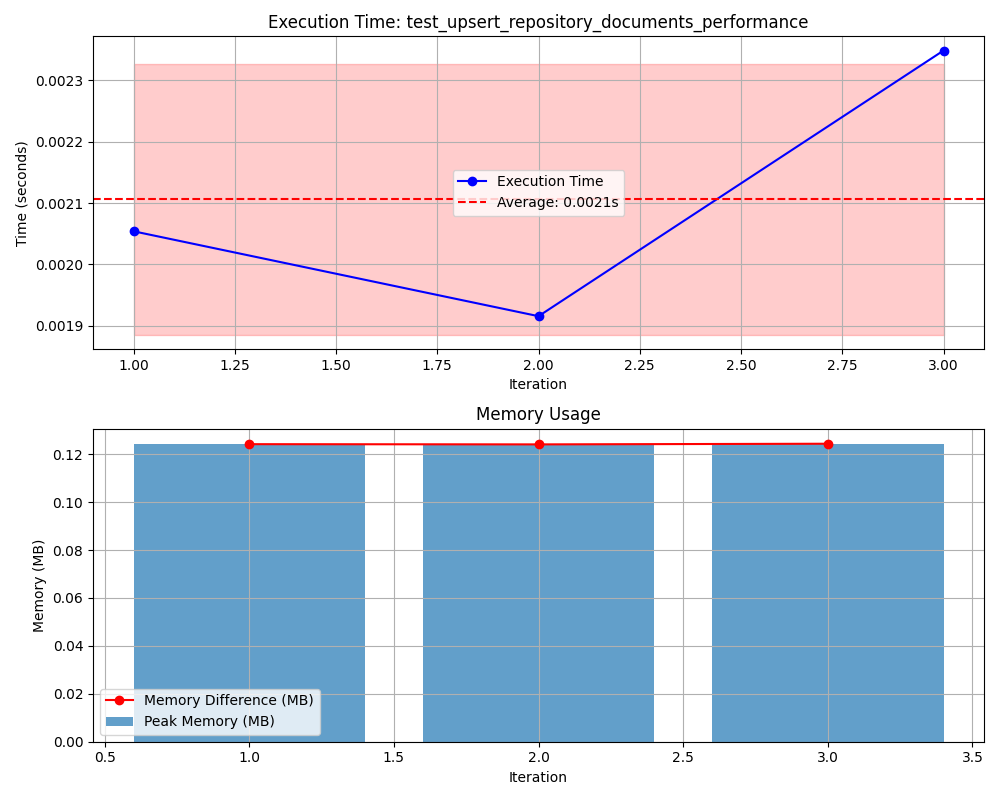 Execution Time: test_upsert_repository_documents_performance
Time (seconds)
0.0023
0.0022
0.0021
0.0020
0.0019
Execution Time
Average: 0.0021s
1.00 1.25 1.50 1.75 2.00 2.25 2.50 2.75 3.00
Iteration
Memory Usage
Memory (MB)
0.12
0.10
0.08
0.06
0.04
0.02
0.00
Memory Difference (MB)
Peak Memory (MB)
0.5 1.0 1.5 2.0 2.5 3.0 3.5
Iteration